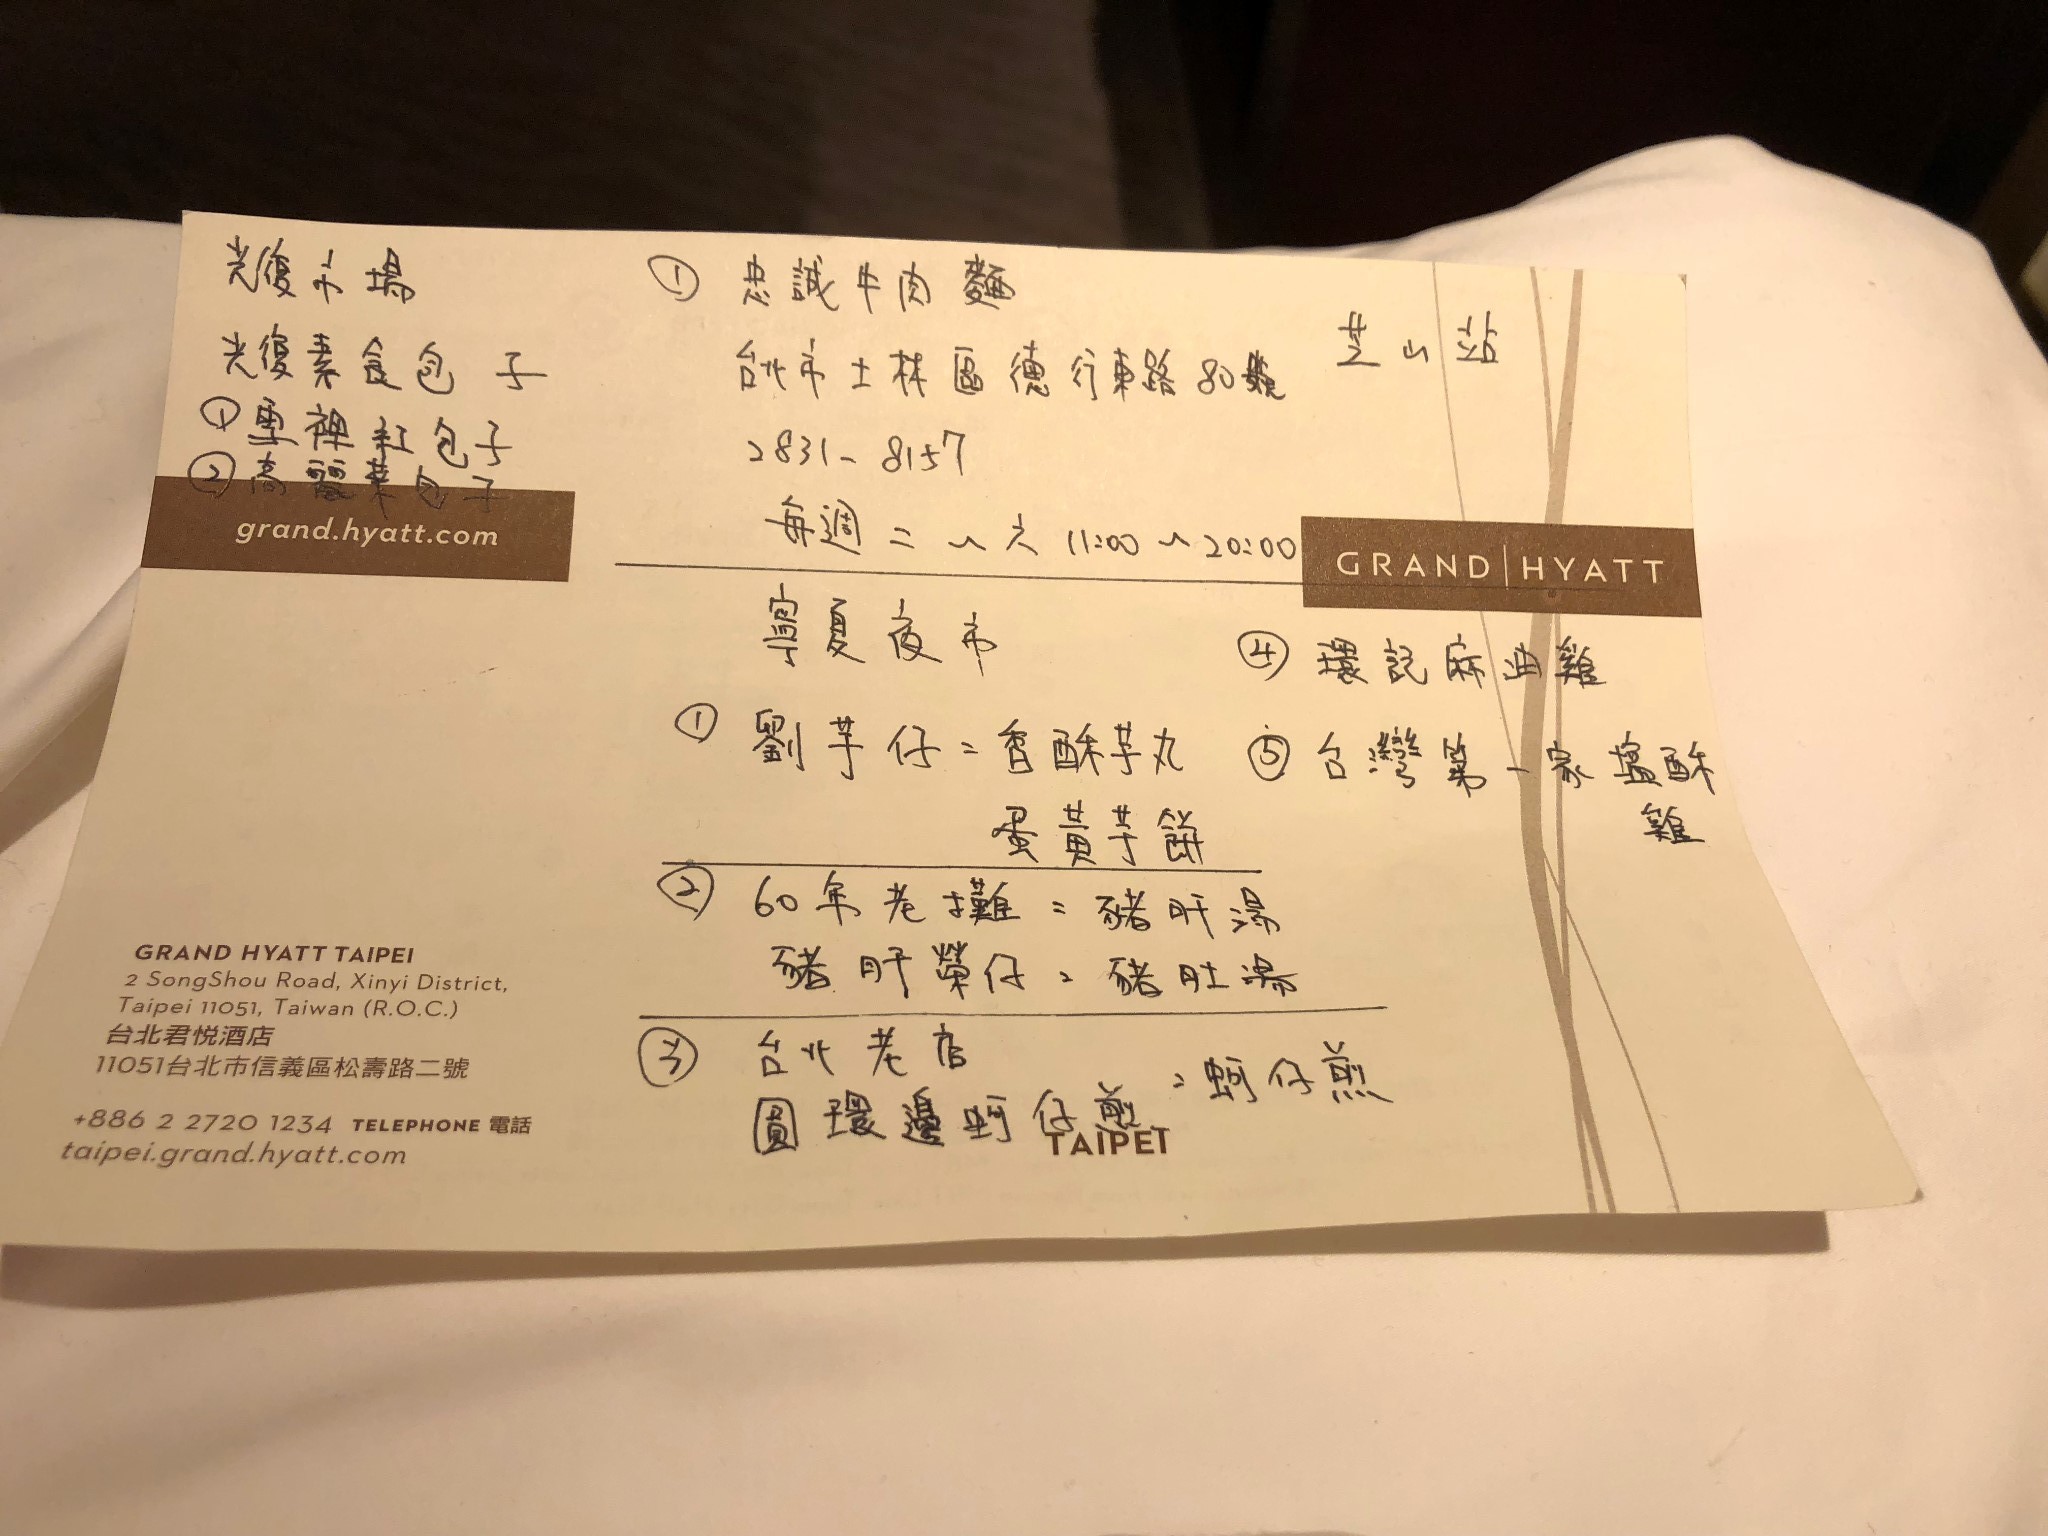 光復市場
光復素食包子
① 里裡紅包子
② 高麗菜包子
grand.hyatt.com
① 洪議牛肉麵
台北市士林區德行東路80號
芝山站
2831-8157
每週二~六 11:00~20:00
GRAND HYATT
寧夏夜市
① 劉芋仔=香酥芋丸
蛋黃芋餅
② 60年老攤=豬肝湯
豬肝榮仔=豬肚湯
③ 台北老店
圓環邊蚵仔煎=蚵仔煎
④ 記麻油雞
⑤ 台灣第一家鹽酥
雞
GRAND HYATT TAIPEI
2 SongShou Road, Xinyi District,
Taipei 11051, Taiwan (R.O.C.)
台北君悦酒店
11051台北市信義區松壽路二號
+886 2 2720 1234 TELEPHONE 電話
taipei.grand.hyatt.com
TAIPEI